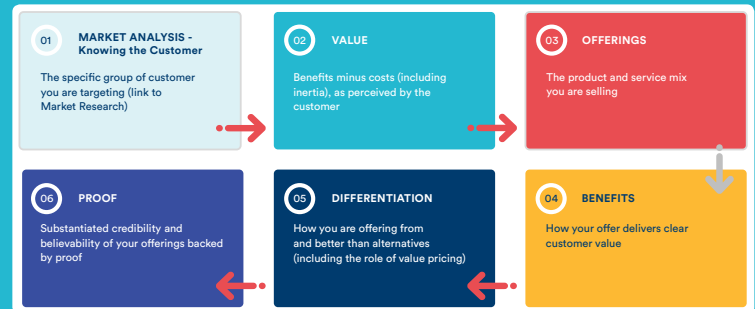 01
MARKET ANALYSIS -
Knowing the Customer
The specific group of customer
you are targeting (link to
Market Research)
02
VALUE
Benefits minus costs (including
inertia), as perceived by the
customer
03
OFFERINGS
The product and service mix
you are selling
04
BENEFITS
How your offer delivers clear
customer value
05
DIFFERENTIATION
How you are offering from
and better than alternatives
(including the role of value pricing)
06
PROOF
Substantiated credibility and
believability of your offerings backed
by proof